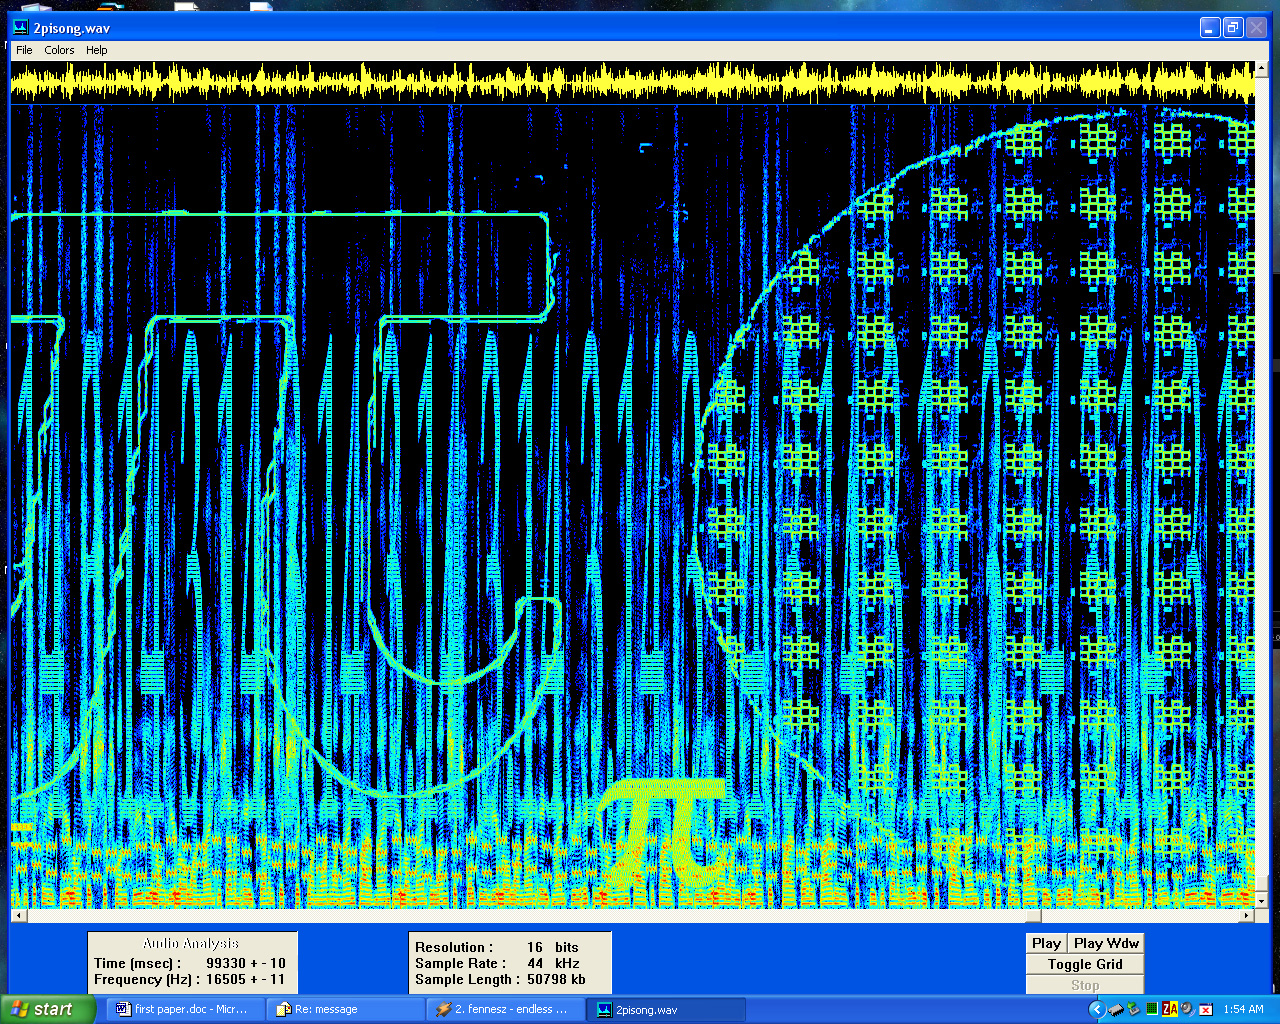 2pisong.wav
File Colors Help
π
Audio Analysis
Time (msec) : 99330 + - 10
Frequency (Hz) : 16505 + - 11
Resolution : 16 bits
Sample Rate : 44 kHz
Sample Length : 50798 kb
Play Play Wdw
Toggle Grid
Stop
start
first paper.doc - Micr...
Re: message
2. fennesz - endless ...
2pisong.wav
ZA
1:54 AM